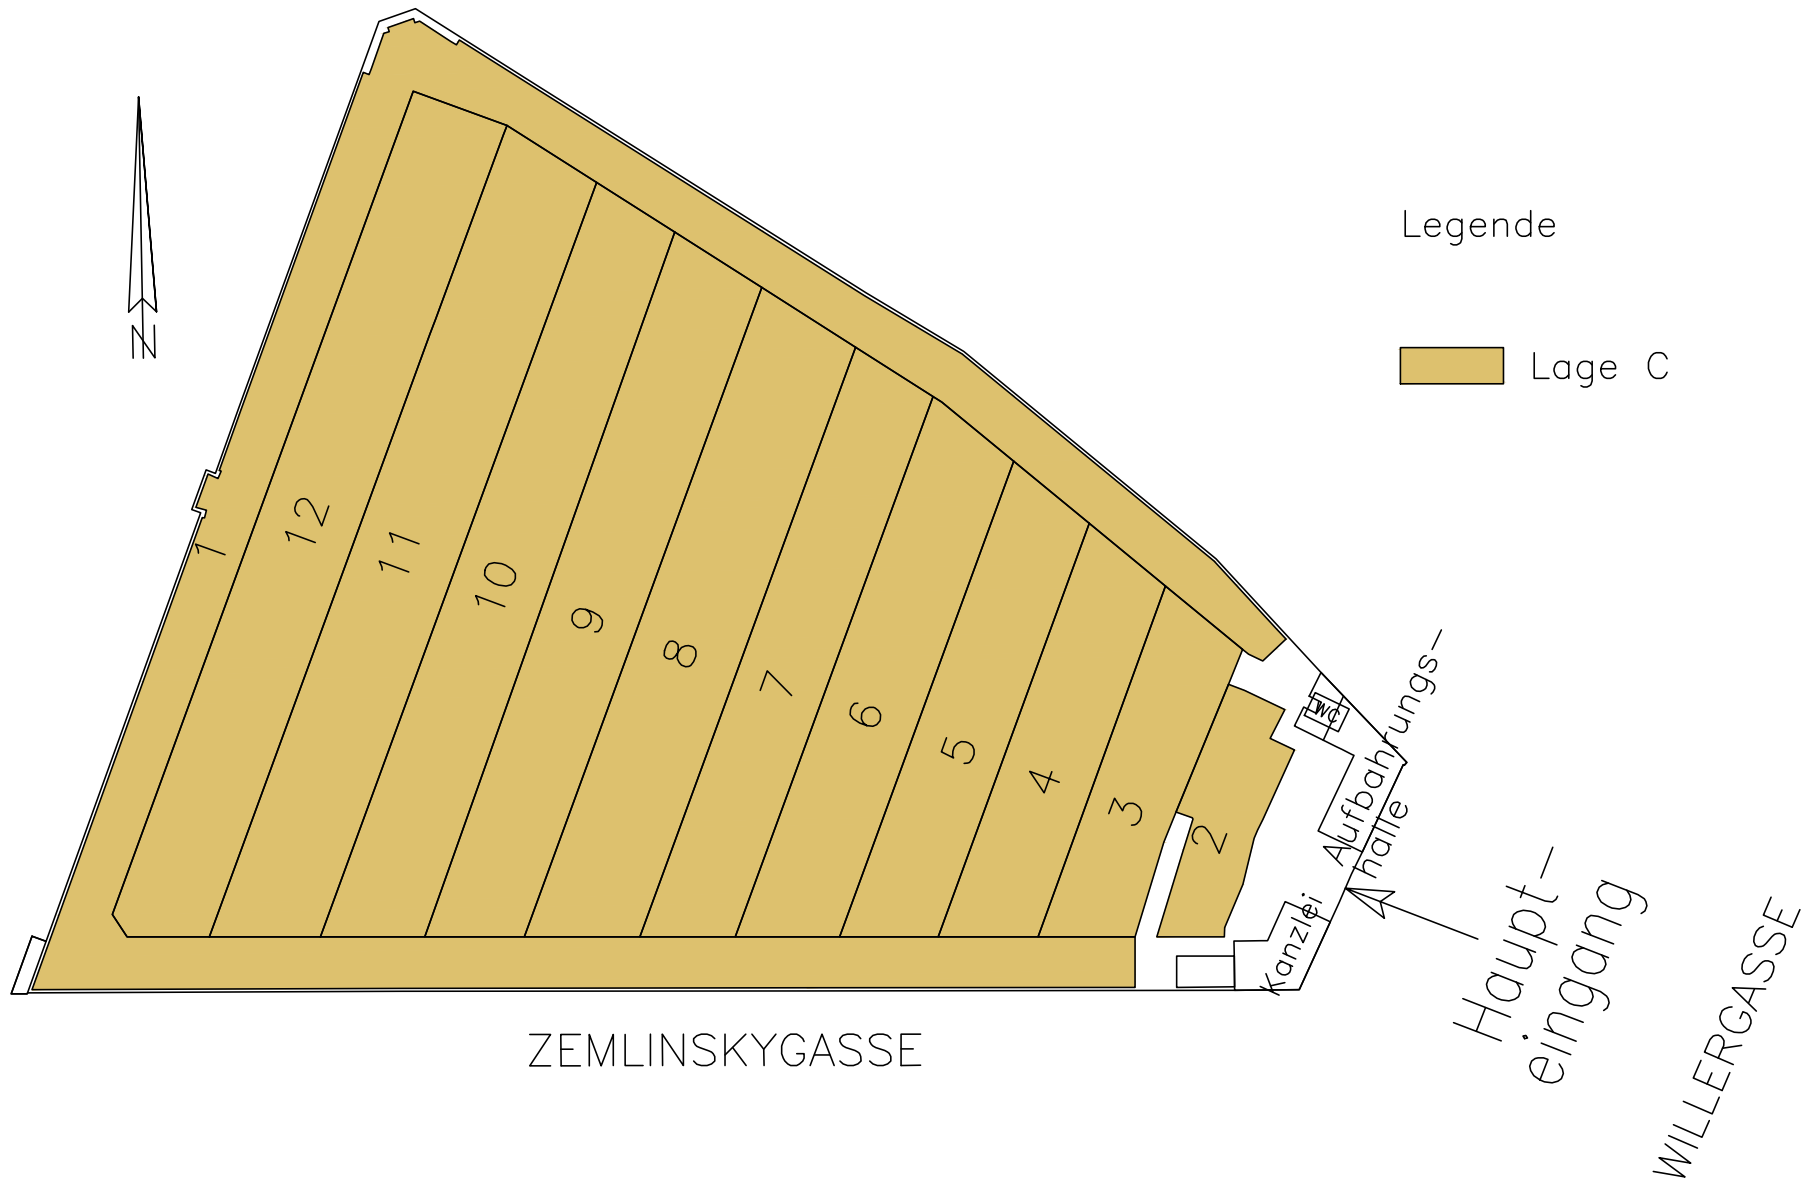 N
Legende
Lage C
1
12
11
10
9
8
7
6
5
4
3
2
WC
Aufbahrungs-
halle
Kanzlei
Haupt-
eingang
ZEMLINSKYGASSE
WILLERGASSE